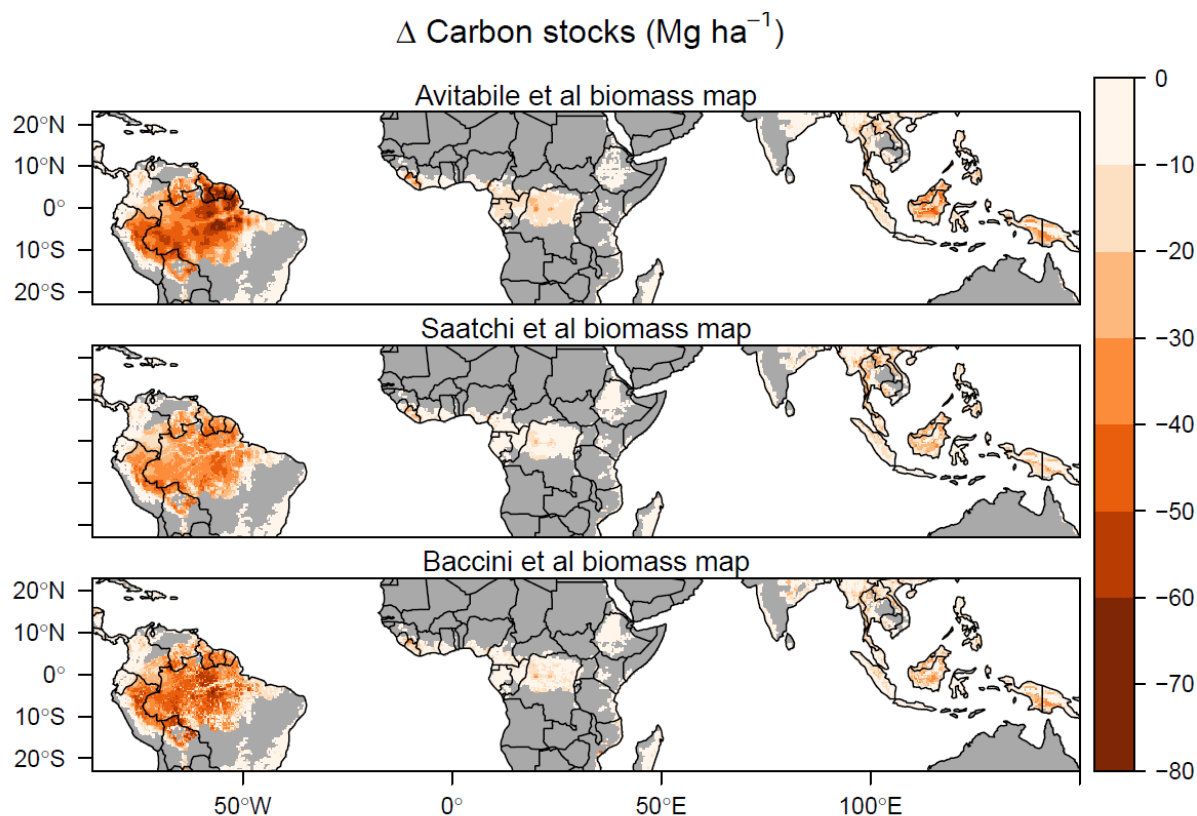 Δ Carbon stocks (Mg ha⁻¹)
Avitabile et al biomass map
20°N
10°N
0°
10°S
20°S
Saatchi et al biomass map
Baccini et al biomass map
20°N
10°N
0°
10°S
20°S
50°W
0°
50°E
100°E
0
−10
−20
−30
−40
−50
−60
−80